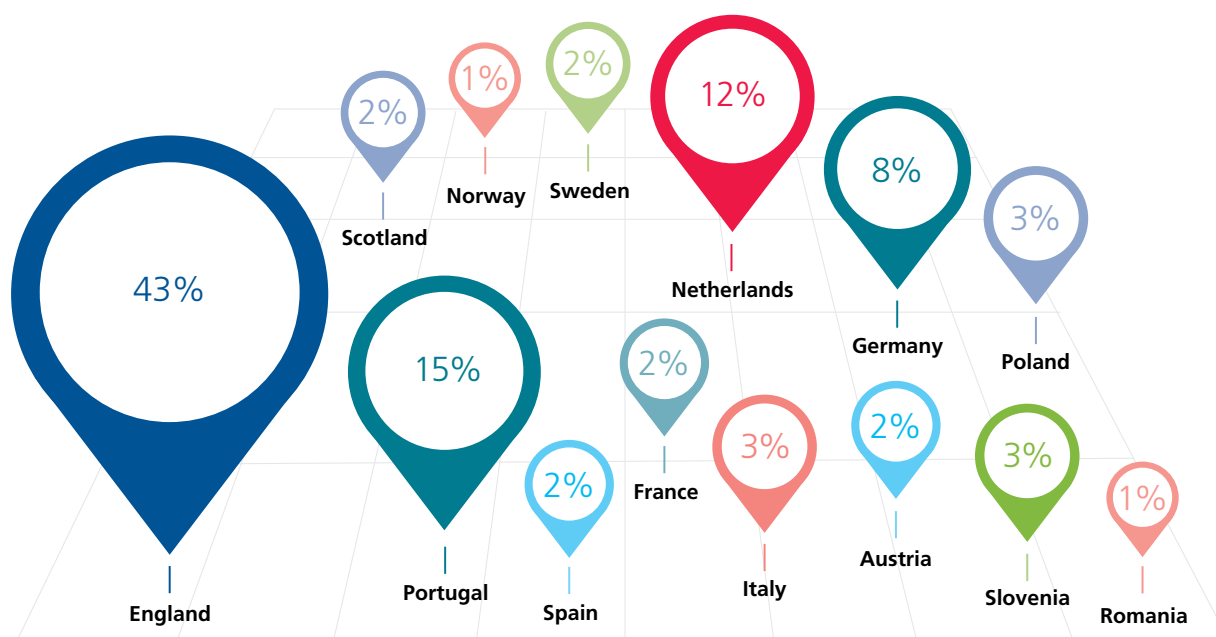 2%
Scotland
1%
Norway
2%
Sweden
12%
Netherlands
8%
Germany
3%
Poland
43%
England
15%
Portugal
2%
Spain
2%
France
3%
Italy
2%
Austria
3%
Slovenia
1%
Romania